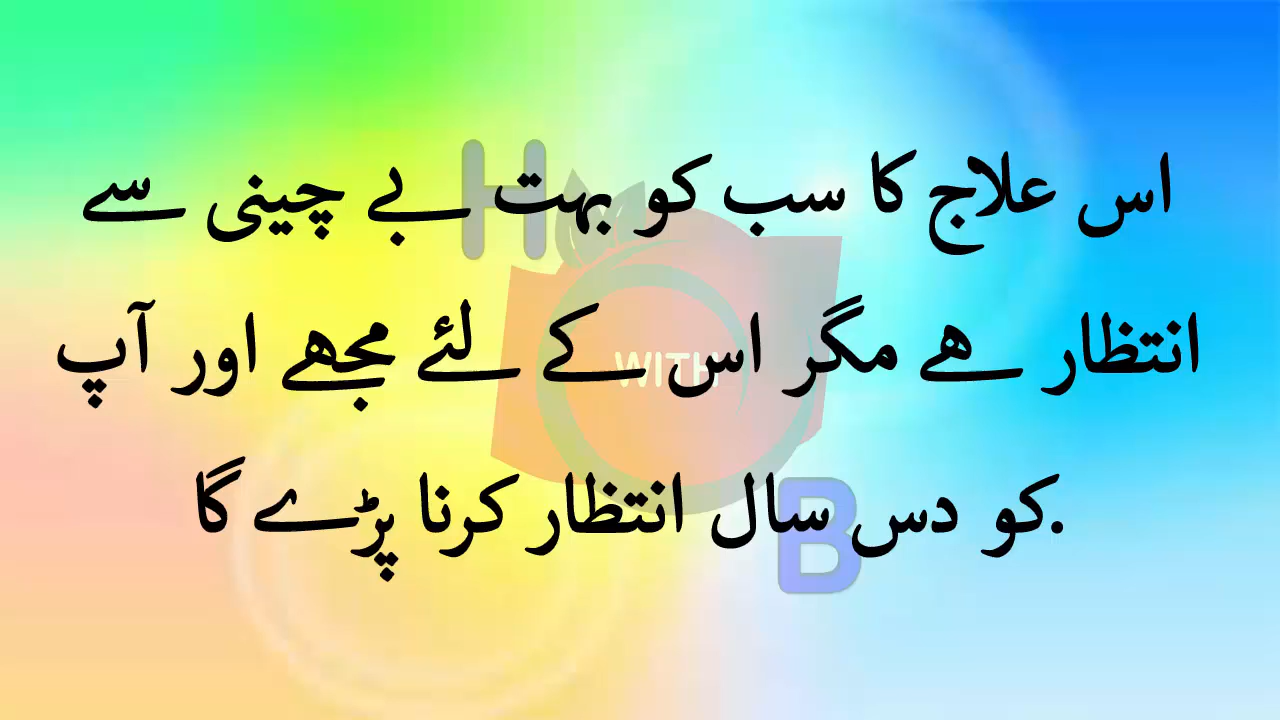 اس علاج کا سب کو بہت بے چینی سے
انتظار ہے مگر اس کے لئے مجھے اور آپ
کو دس سال انتظار کرنا پڑے گا.
H
WITH
B